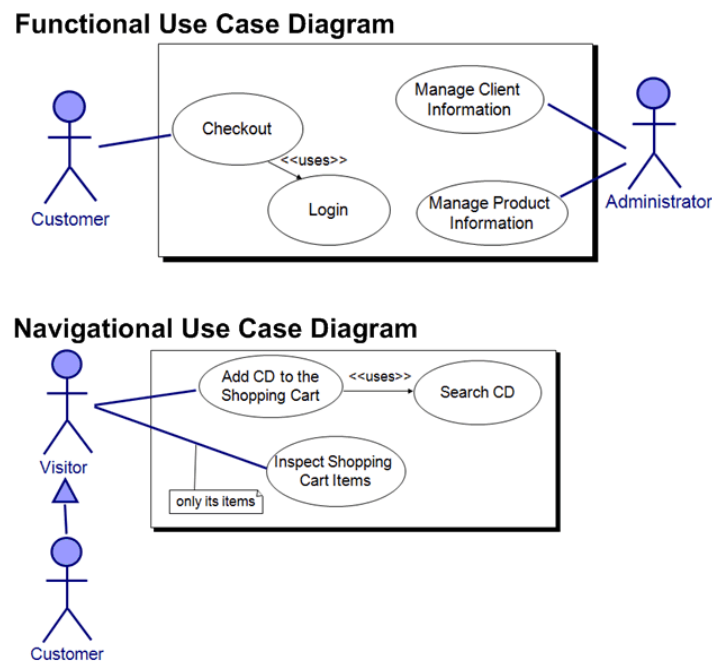 Functional Use Case Diagram
Manage Client
Information
Checkout
<<uses>>
Login
Manage Product
Information
Customer
Administrator
Navigational Use Case Diagram
Add CD to the
Shopping Cart
<<uses>>
Search CD
Visitor
Inspect Shopping
Cart Items
only its items
Customer